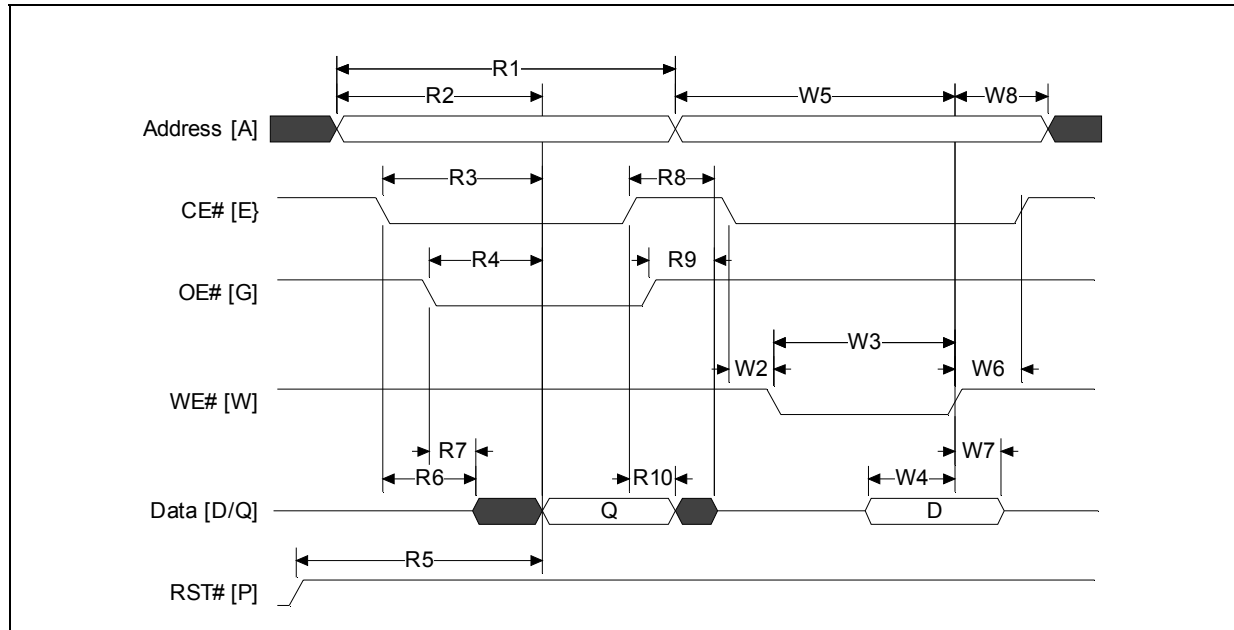 R1
R2
W5
W8
Address [A]
R3
R8
CE# [E}
R4
R9
OE# [G]
W3
W2
W6
WE# [W]
R7
W7
R6
R10
W4
Data [D/Q]
Q
D
R5
RST# [P]